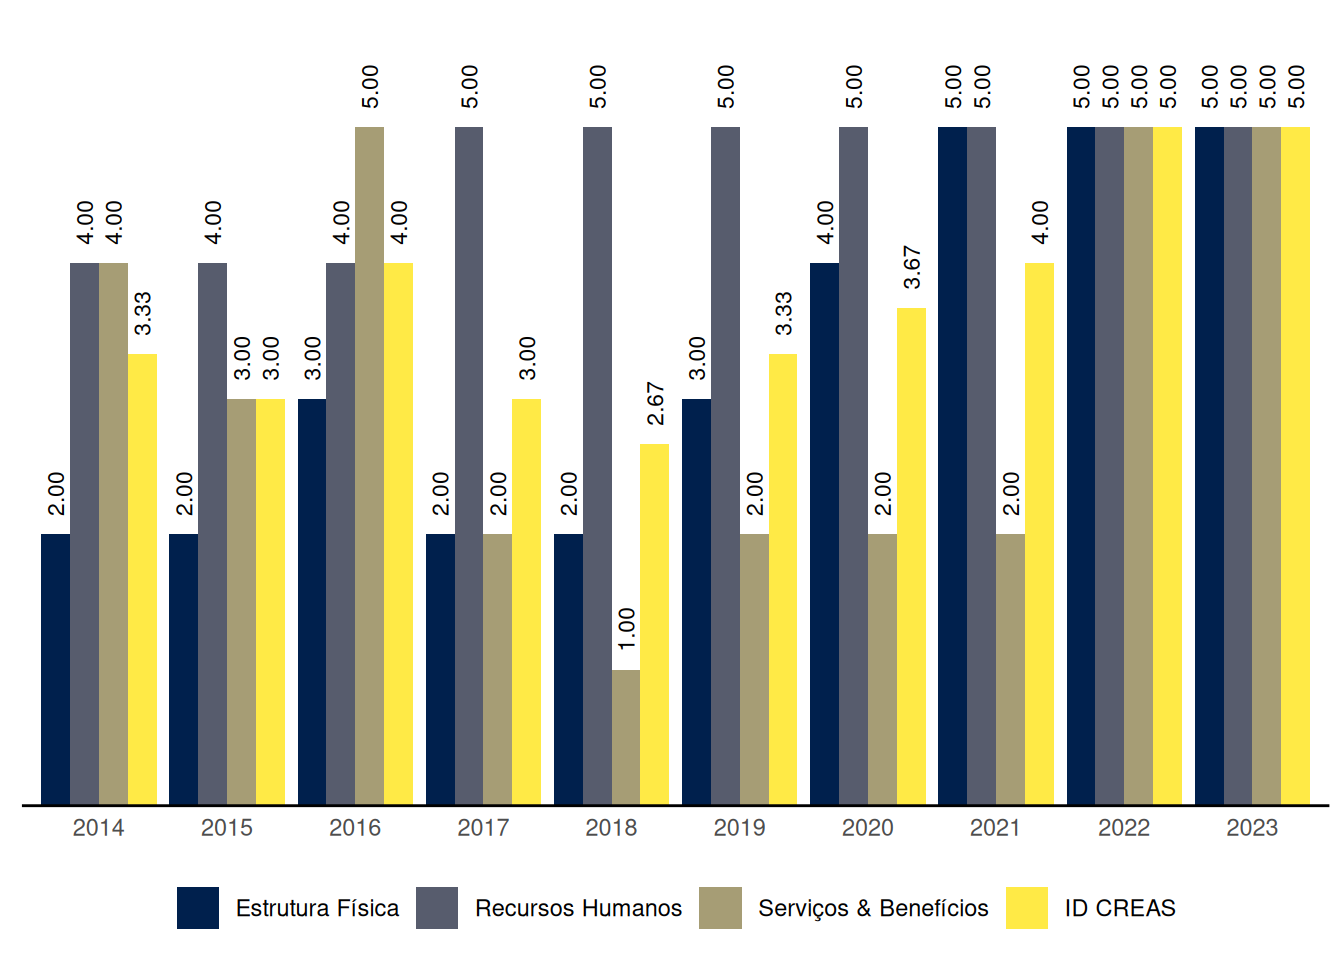 2.00 4.00 4.00 3.33
2.00 4.00 3.00 3.00
3.00 4.00 5.00 4.00
2.00 5.00 2.00 3.00
2.00 5.00 1.00 2.67
3.00 5.00 2.00 3.33
4.00 5.00 2.00 3.67
5.00 5.00 2.00 4.00
5.00 5.00 5.00 5.00
5.00 5.00 5.00 5.00
2014 2015 2016 2017 2018 2019 2020 2021 2022 2023
Estrutura Física Recursos Humanos Serviços & Benefícios ID CREAS